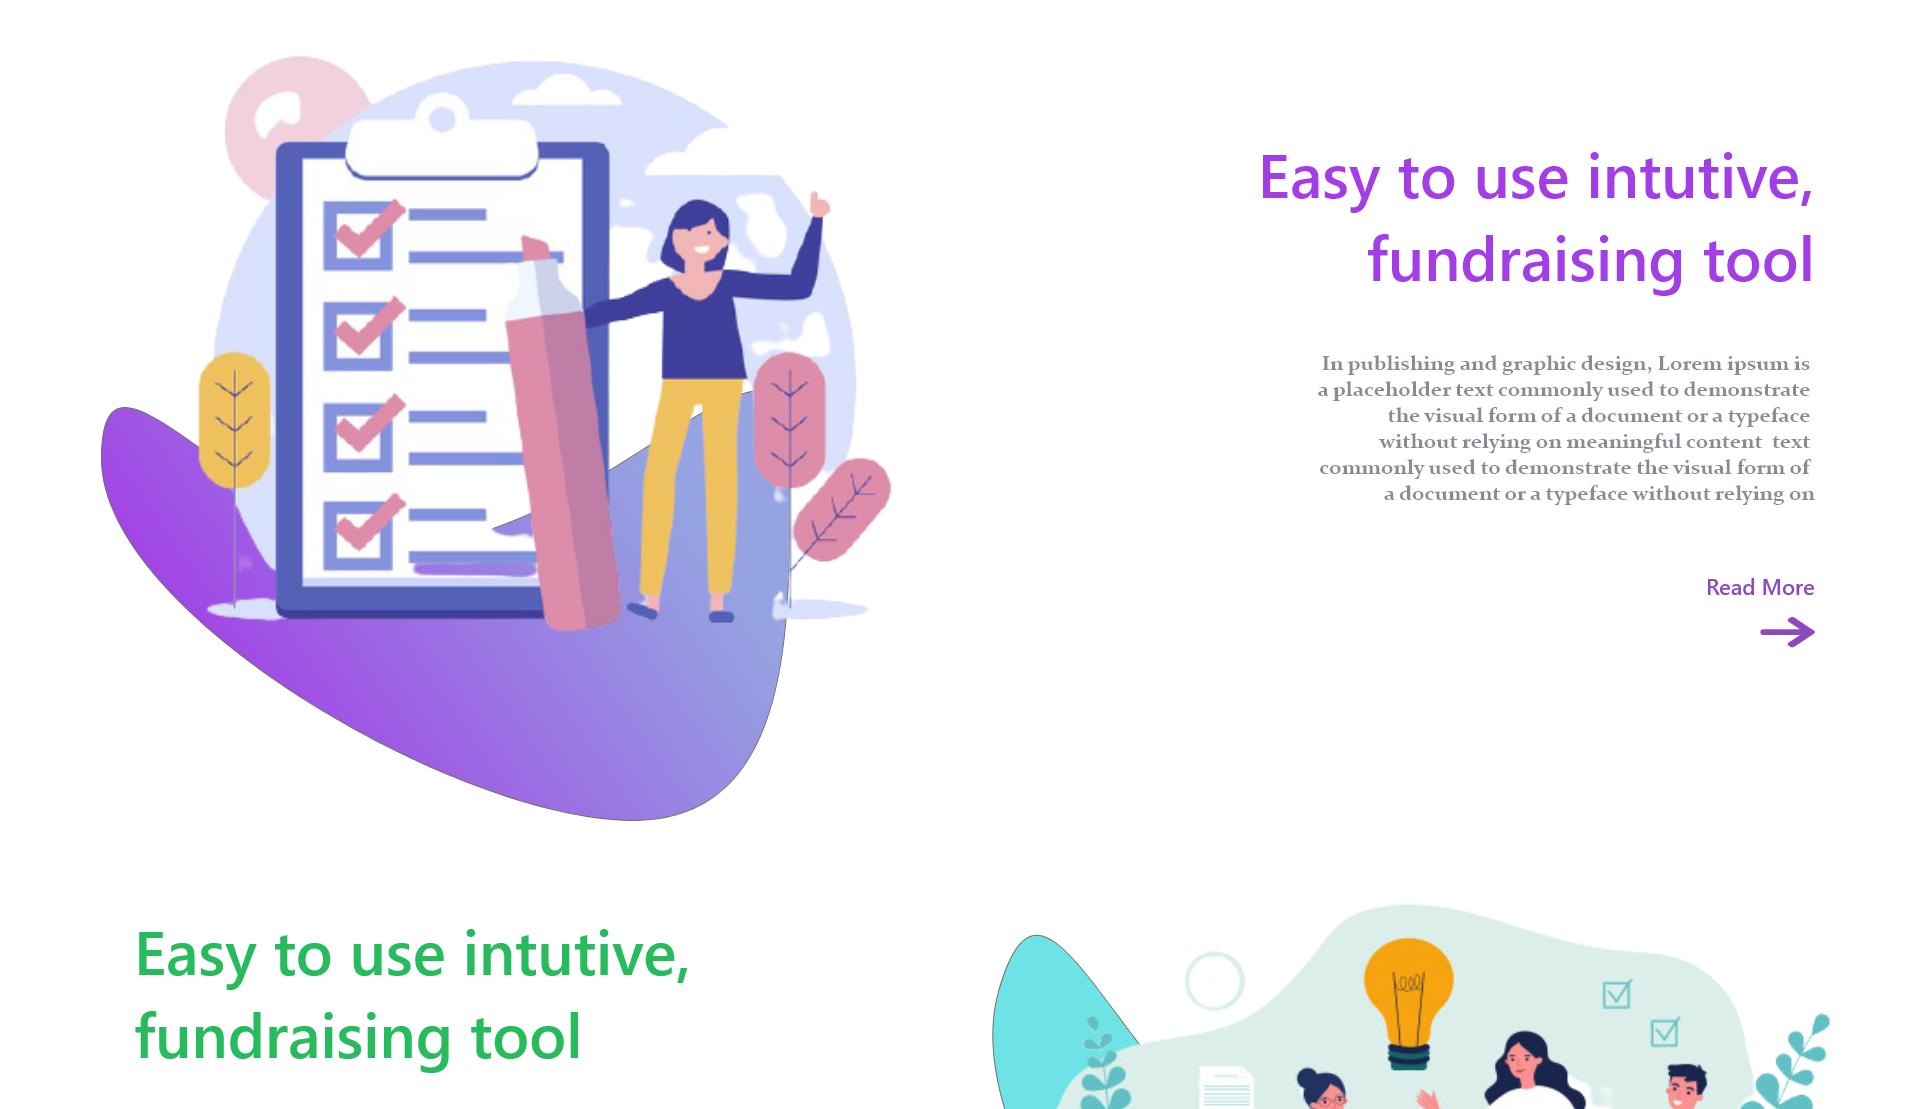 Easy to use intutive,
fundraising tool
In publishing and graphic design, Lorem ipsum is
a placeholder text commonly used to demonstrate
the visual form of a document or a typeface
without relying on meaningful content  text
commonly used to demonstrate the visual form of
a document or a typeface without relying on
Read More
Easy to use intutive,
fundraising tool